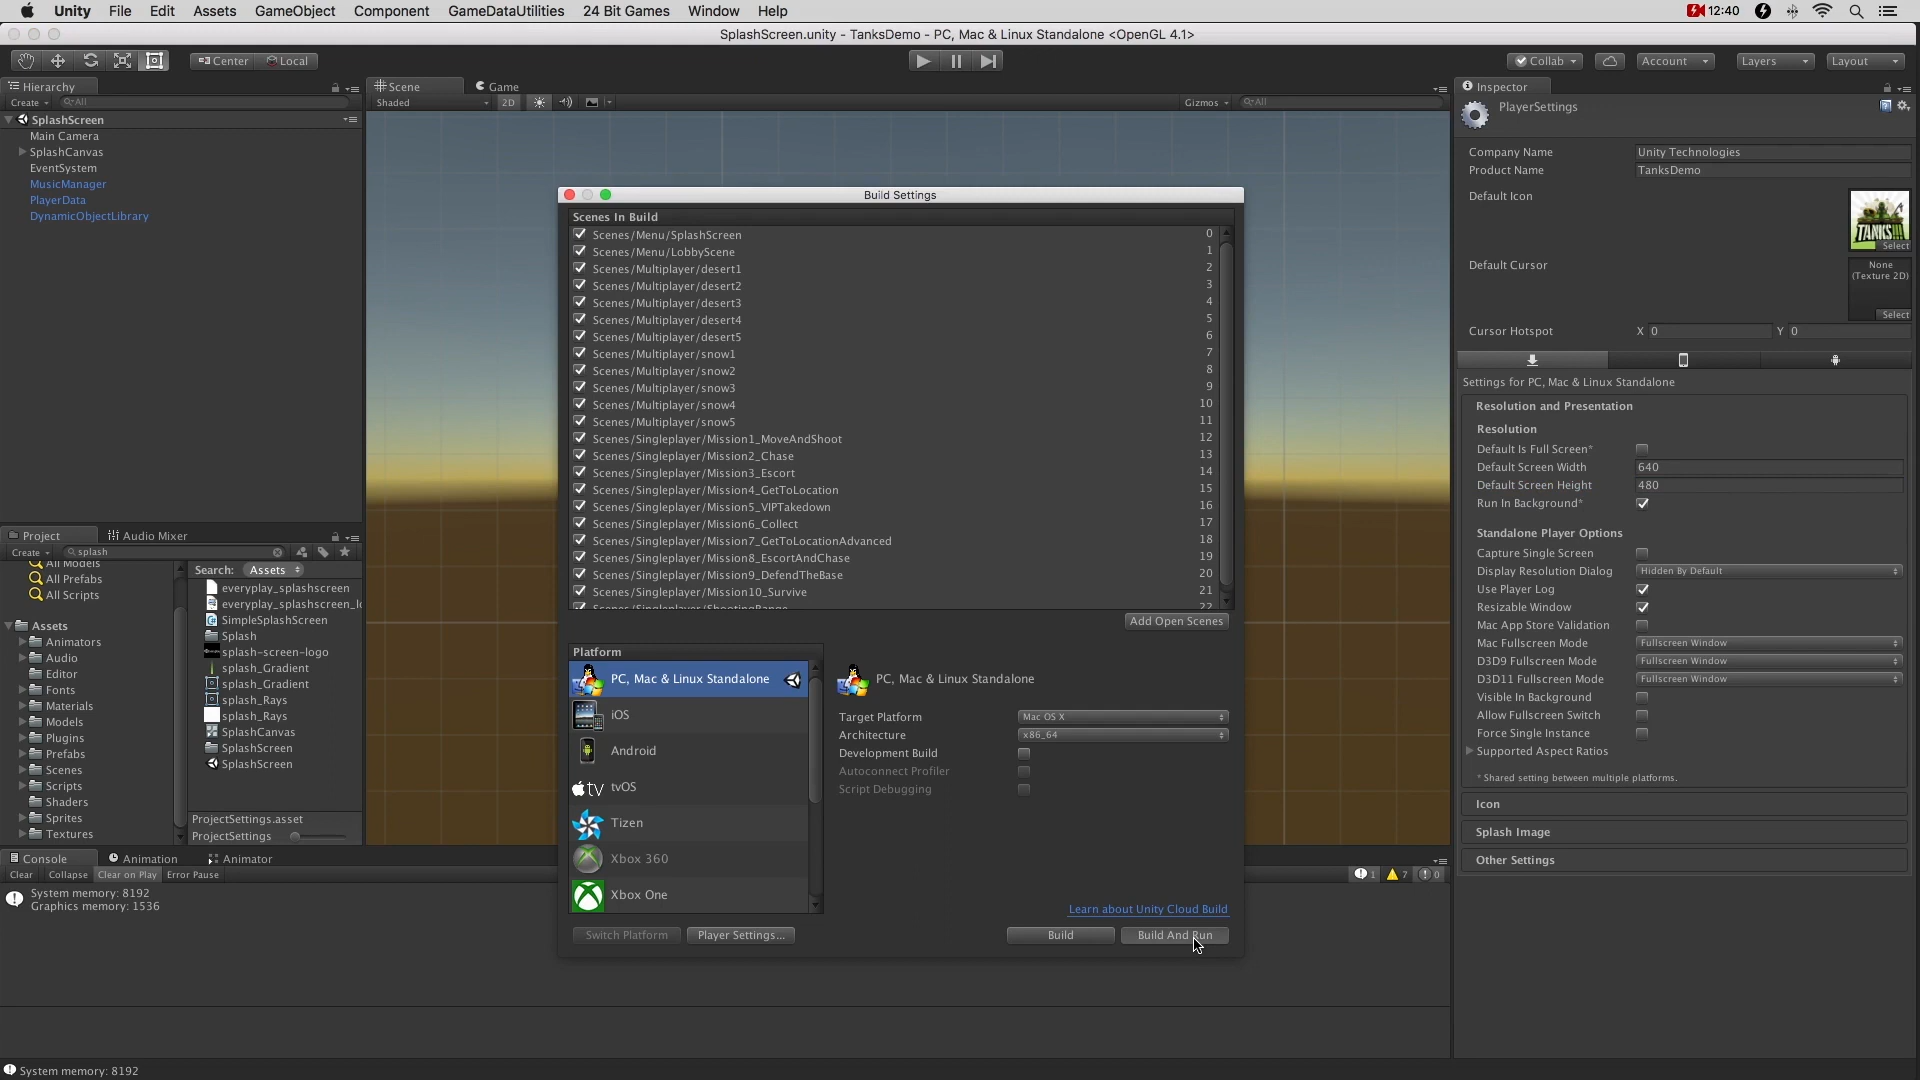 Unity File Edit Assets GameObject Component GameDataUtilities 24 Bit Games Window Help 12:40
SplashScreen.unity - TanksDemo - PC, Mac & Linux Standalone <OpenGL 4.1>
Center Local Collab Account Layers Layout
Hierarchy
Create All
SplashScreen
Main Camera
SplashCanvas
EventSystem
MusicManager
PlayerData
DynamicObjectLibrary
Scene Game
Shaded 2D Gizmos All
Build Settings
Scenes In Build
Scenes/Menu/SplashScreen 0
Scenes/Menu/LobbyScene 1
Scenes/Multiplayer/desert1 2
Scenes/Multiplayer/desert2 3
Scenes/Multiplayer/desert3 4
Scenes/Multiplayer/desert4 5
Scenes/Multiplayer/desert5 6
Scenes/Multiplayer/snow1 7
Scenes/Multiplayer/snow2 8
Scenes/Multiplayer/snow3 9
Scenes/Multiplayer/snow4 10
Scenes/Multiplayer/snow5 11
Scenes/Singleplayer/Mission1_MoveAndShoot 12
Scenes/Singleplayer/Mission2_Chase 13
Scenes/Singleplayer/Mission3_Escort 14
Scenes/Singleplayer/Mission4_GetToLocation 15
Scenes/Singleplayer/Mission5_VIPTakedown 16
Scenes/Singleplayer/Mission6_Collect 17
Scenes/Singleplayer/Mission7_GetToLocationAdvanced 18
Scenes/Singleplayer/Mission8_EscortAndChase 19
Scenes/Singleplayer/Mission9_DefendTheBase 20
Scenes/Singleplayer/Mission10_Survive 21
Scenes/Singleplayer/ShootingRange 22
Add Open Scenes
Platform
PC, Mac & Linux Standalone
iOS
Android
tv tvOS
Tizen
Xbox 360
Xbox One
PC, Mac & Linux Standalone
Target Platform Mac OS X
Architecture x86_64
Development Build
Autoconnect Profiler
Script Debugging
Learn about Unity Cloud Build
Switch Platform Player Settings... Build Build And Run
Project Audio Mixer
Create splash
All Models
All Prefabs
All Scripts
Assets
Animators
Audio
Editor
Fonts
Materials
Models
Plugins
Prefabs
Scenes
Scripts
Shaders
Sprites
Textures
Search: Assets
everyplay_splashscreen
everyplay_splashscreen_lo
SimpleSplashScreen
Splash
splash-screen-logo
splash_Gradient
splash_Gradient
splash_Rays
splash_Rays
SplashCanvas
SplashScreen
SplashScreen
ProjectSettings.asset
ProjectSettings
Console Animation Animator
Clear Collapse Clear on Play Error Pause 1 7 0
System memory: 8192
Graphics memory: 1536
System memory: 8192
Inspector
PlayerSettings
Company Name Unity Technologies
Product Name TanksDemo
Default Icon
TANKS!!!
Select
Default Cursor
None
(Texture 2D)
Select
Cursor Hotspot X 0 Y 0
Settings for PC, Mac & Linux Standalone
Resolution and Presentation
Resolution
Default Is Full Screen*
Default Screen Width 640
Default Screen Height 480
Run In Background*
Standalone Player Options
Capture Single Screen
Display Resolution Dialog Hidden By Default
Use Player Log
Resizable Window
Mac App Store Validation
Mac Fullscreen Mode Fullscreen Window
D3D9 Fullscreen Mode Fullscreen Window
D3D11 Fullscreen Mode Fullscreen Window
Visible In Background
Allow Fullscreen Switch
Force Single Instance
Supported Aspect Ratios
* Shared setting between multiple platforms.
Icon
Splash Image
Other Settings